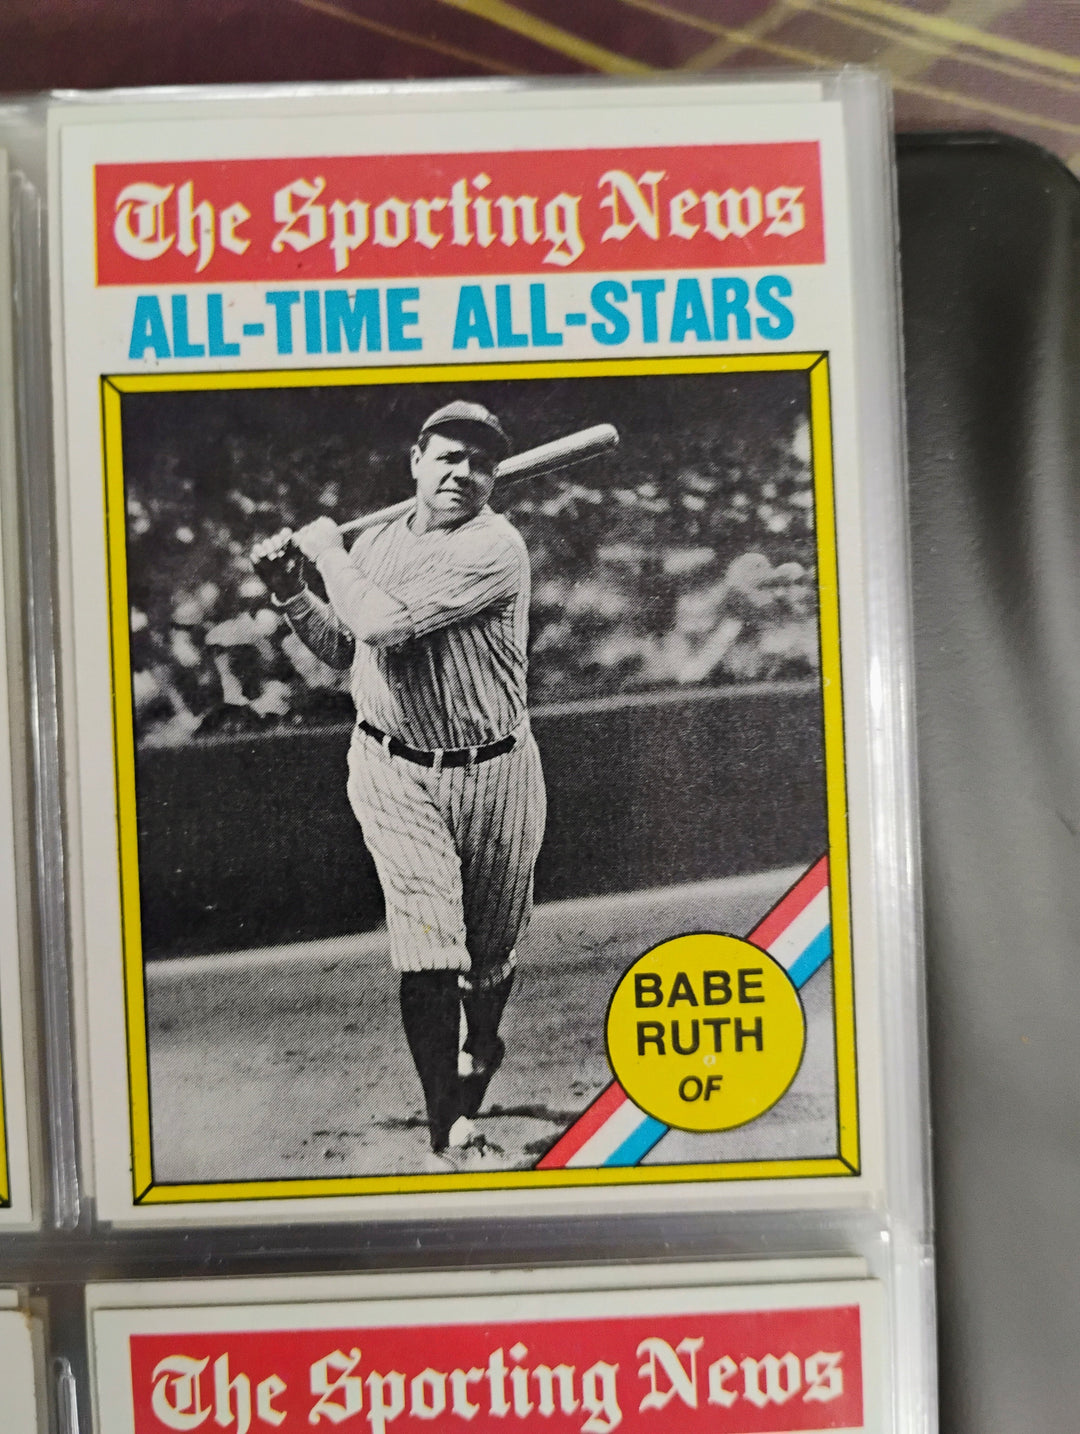 The Sporting News
ALL-TIME ALL-STARS
BABE
RUTH
OF
The Sporting News